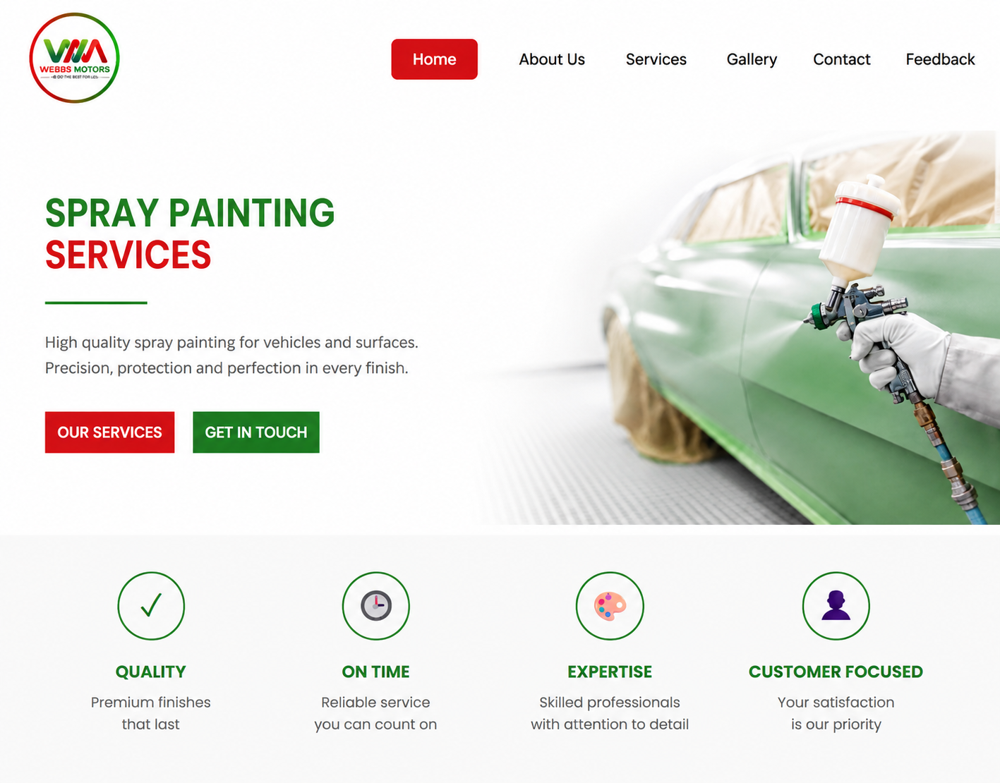 WEBBS MOTORS
Home
About Us
Services
Gallery
Contact
Feedback
SPRAY PAINTING
SERVICES
High quality spray painting for vehicles and surfaces.
Precision, protection and perfection in every finish.
OUR SERVICES
GET IN TOUCH
QUALITY
Premium finishes
that last
ON TIME
Reliable service
you can count on
EXPERTISE
Skilled professionals
with attention to detail
CUSTOMER FOCUSED
Your satisfaction
is our priority